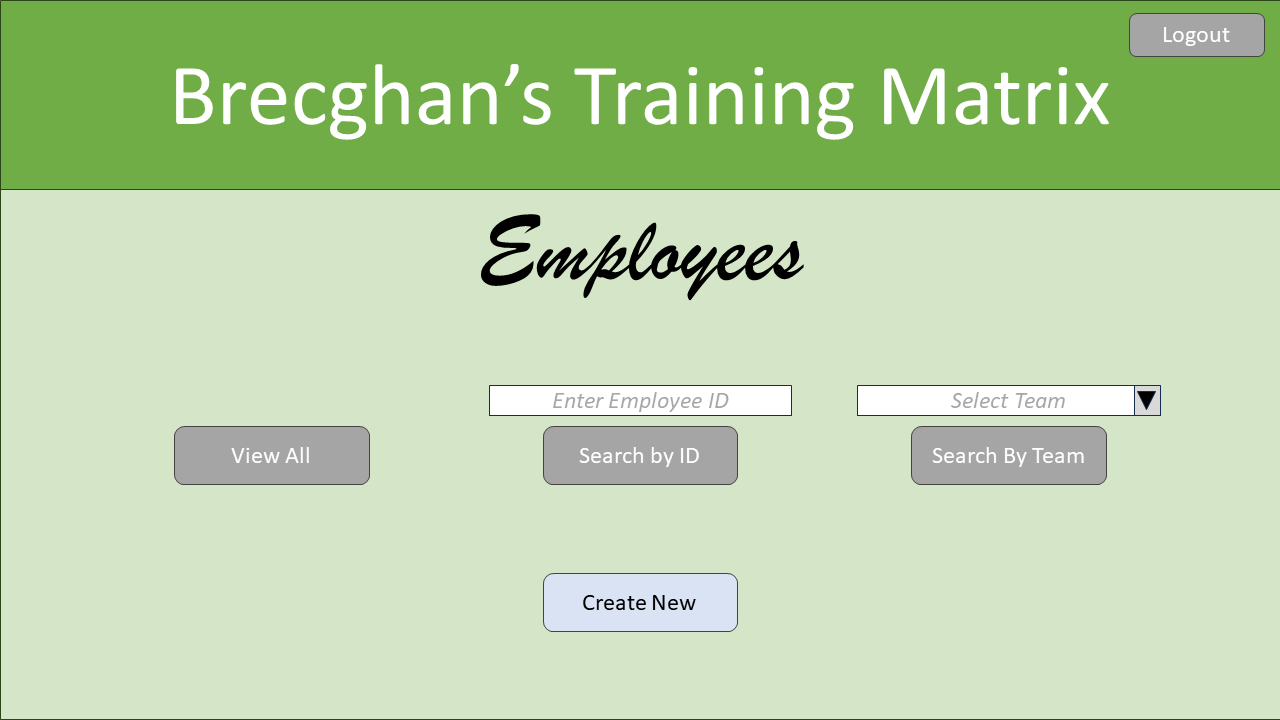 Logout
Brecghan’s Training Matrix
Employees
Enter Employee ID
Select Team
View All
Search by ID
Search By Team
Create New